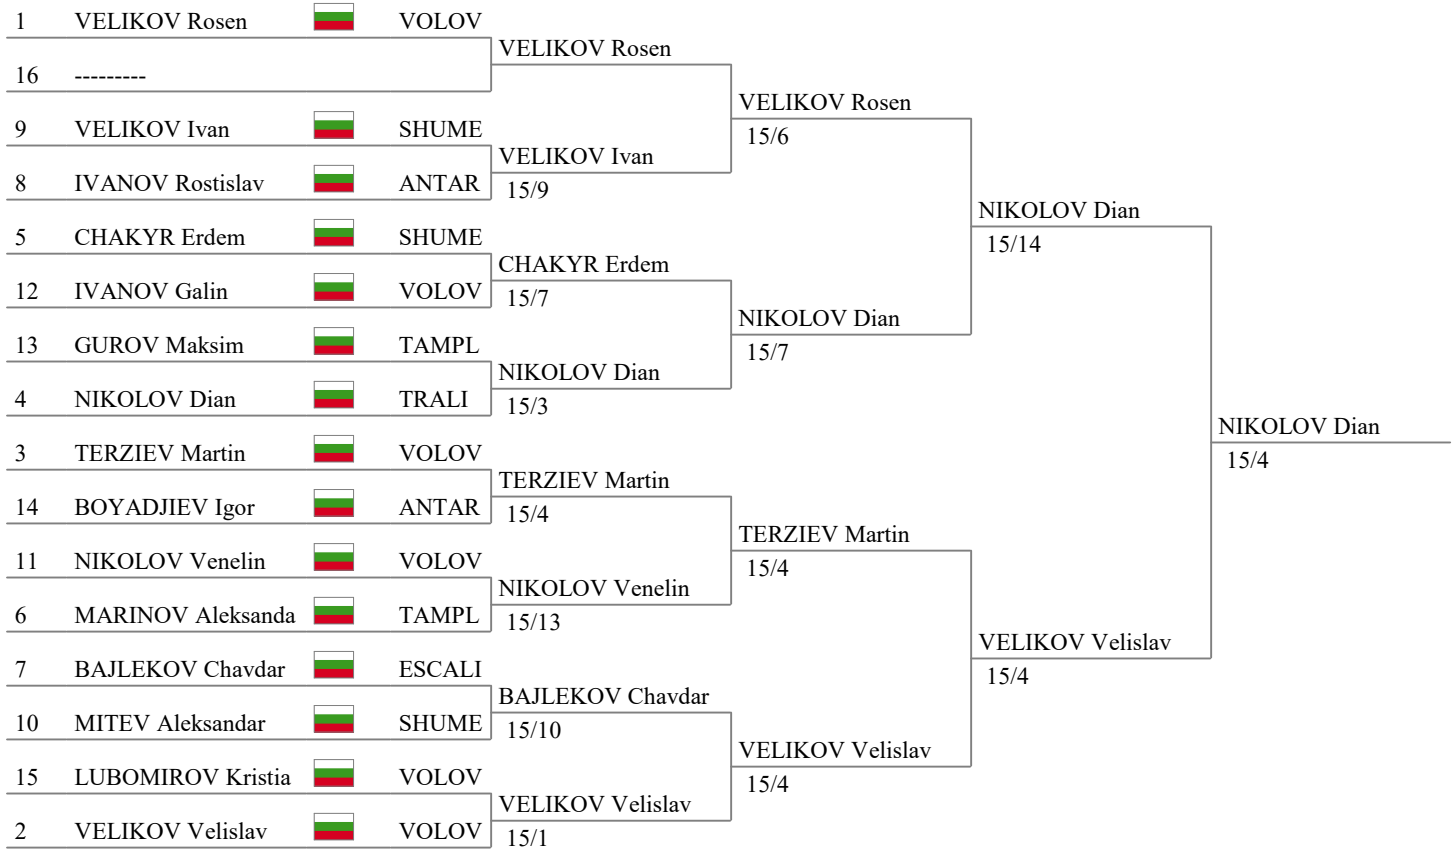 1 VELIKOV Rosen VOLOV
VELIKOV Rosen
16 ---------
VELIKOV Rosen
9 VELIKOV Ivan SHUME
15/6
VELIKOV Ivan
8 IVANOV Rostislav ANTAR
15/9
NIKOLOV Dian
5 CHAKYR Erdem SHUME
15/14
CHAKYR Erdem
12 IVANOV Galin VOLOV
15/7
NIKOLOV Dian
13 GUROV Maksim TAMPL
15/7
NIKOLOV Dian
4 NIKOLOV Dian TRALI
15/3
NIKOLOV Dian
3 TERZIEV Martin VOLOV
15/4
TERZIEV Martin
14 BOYADJIEV Igor ANTAR
15/4
TERZIEV Martin
11 NIKOLOV Venelin VOLOV
15/4
NIKOLOV Venelin
6 MARINOV Aleksanda TAMPL
15/13
VELIKOV Velislav
7 BAJLEKOV Chavdar ESCALI
15/4
BAJLEKOV Chavdar
10 MITEV Aleksandar SHUME
15/10
VELIKOV Velislav
15 LUBOMIROV Kristia VOLOV
15/4
VELIKOV Velislav
2 VELIKOV Velislav VOLOV
15/1